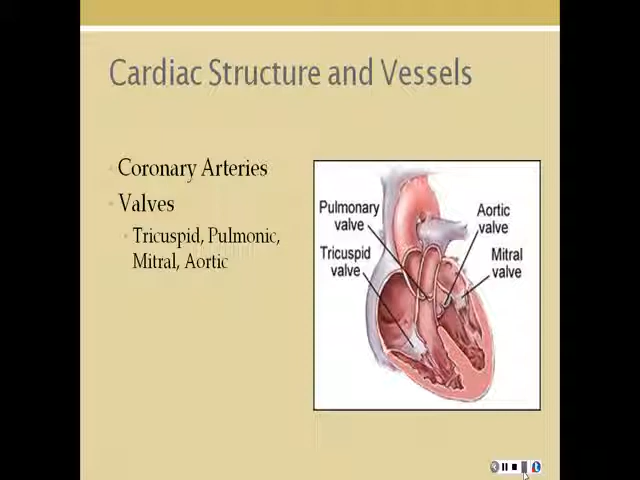 Cardiac Structure and Vessels
Coronary Arteries
Valves
Tricuspid, Pulmonic,
Mitral, Aortic
Pulmonary
valve
Tricuspid
valve
Aortic
valve
Mitral
valve